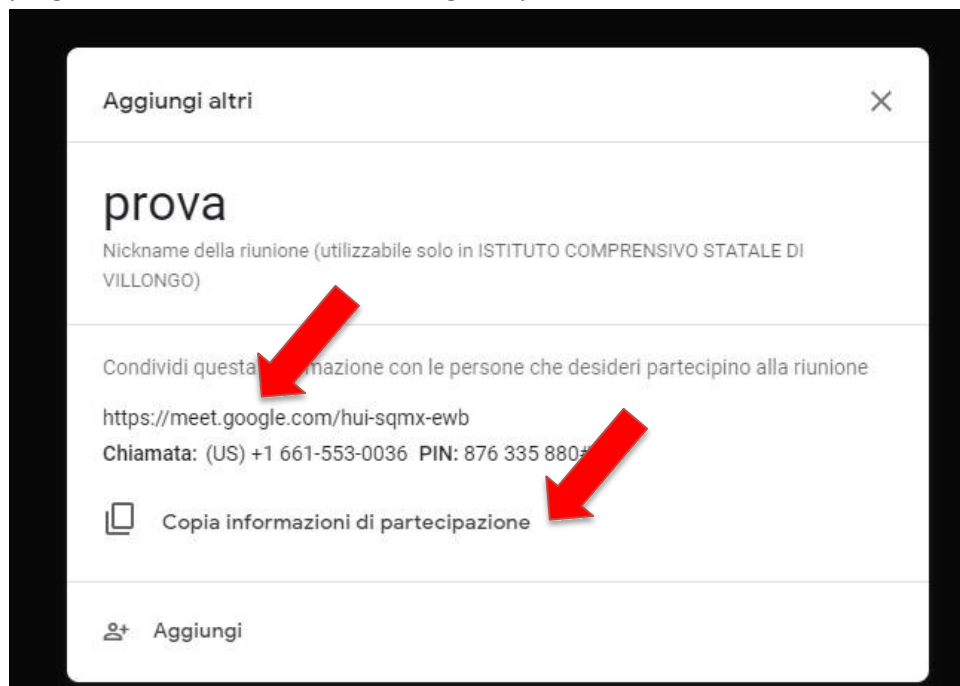 Aggiungi altri
prova
Nickname della riunione (utilizzabile solo in ISTITUTO COMPRENSIVO STATALE DI
VILLONGO)
Condividi questa con le persone che desideri partecipino alla riunione
https://meet.google.com/hui-sqmx-ewb
Chiamata: (US) +1 661-553-0036 PIN: 876 335 880#
Copia informazioni di partecipazione
Aggiungi